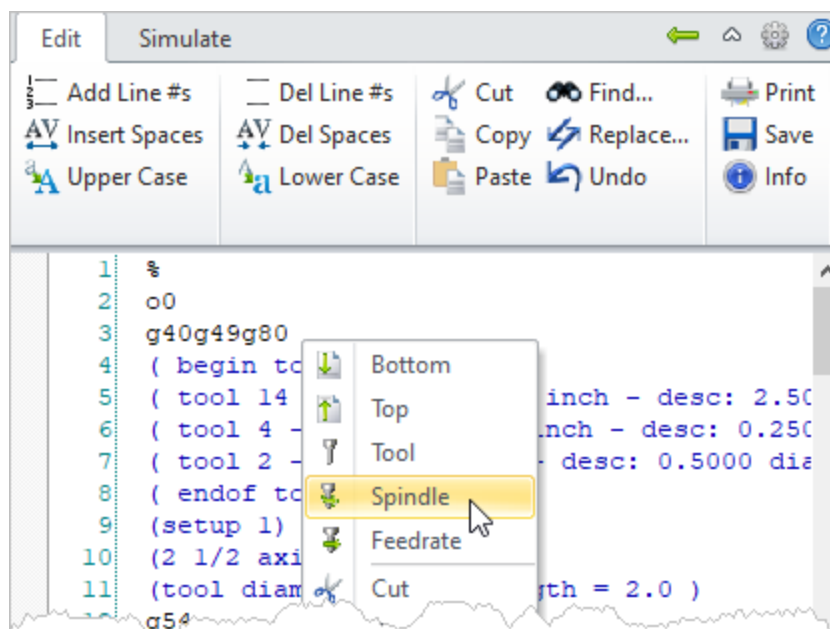 Edit Simulate
Add Line #s Del Line #s Cut Find... Print
Insert Spaces Del Spaces Copy Replace... Save
Upper Case Lower Case Paste Undo Info
1 %
2 o0
3 g40g49g80
4 ( begin to
Bottom
5 ( tool 14 inch - desc: 2.50
Top
6 ( tool 4 - nch - desc: 0.250
Tool
7 ( tool 2 - - desc: 0.5000 dia
8 ( endof to
Spindle
9 (setup 1)
Feedrate
10 (2 1/2 axi
11 (tool diam gth = 2.0 )
Cut
g54